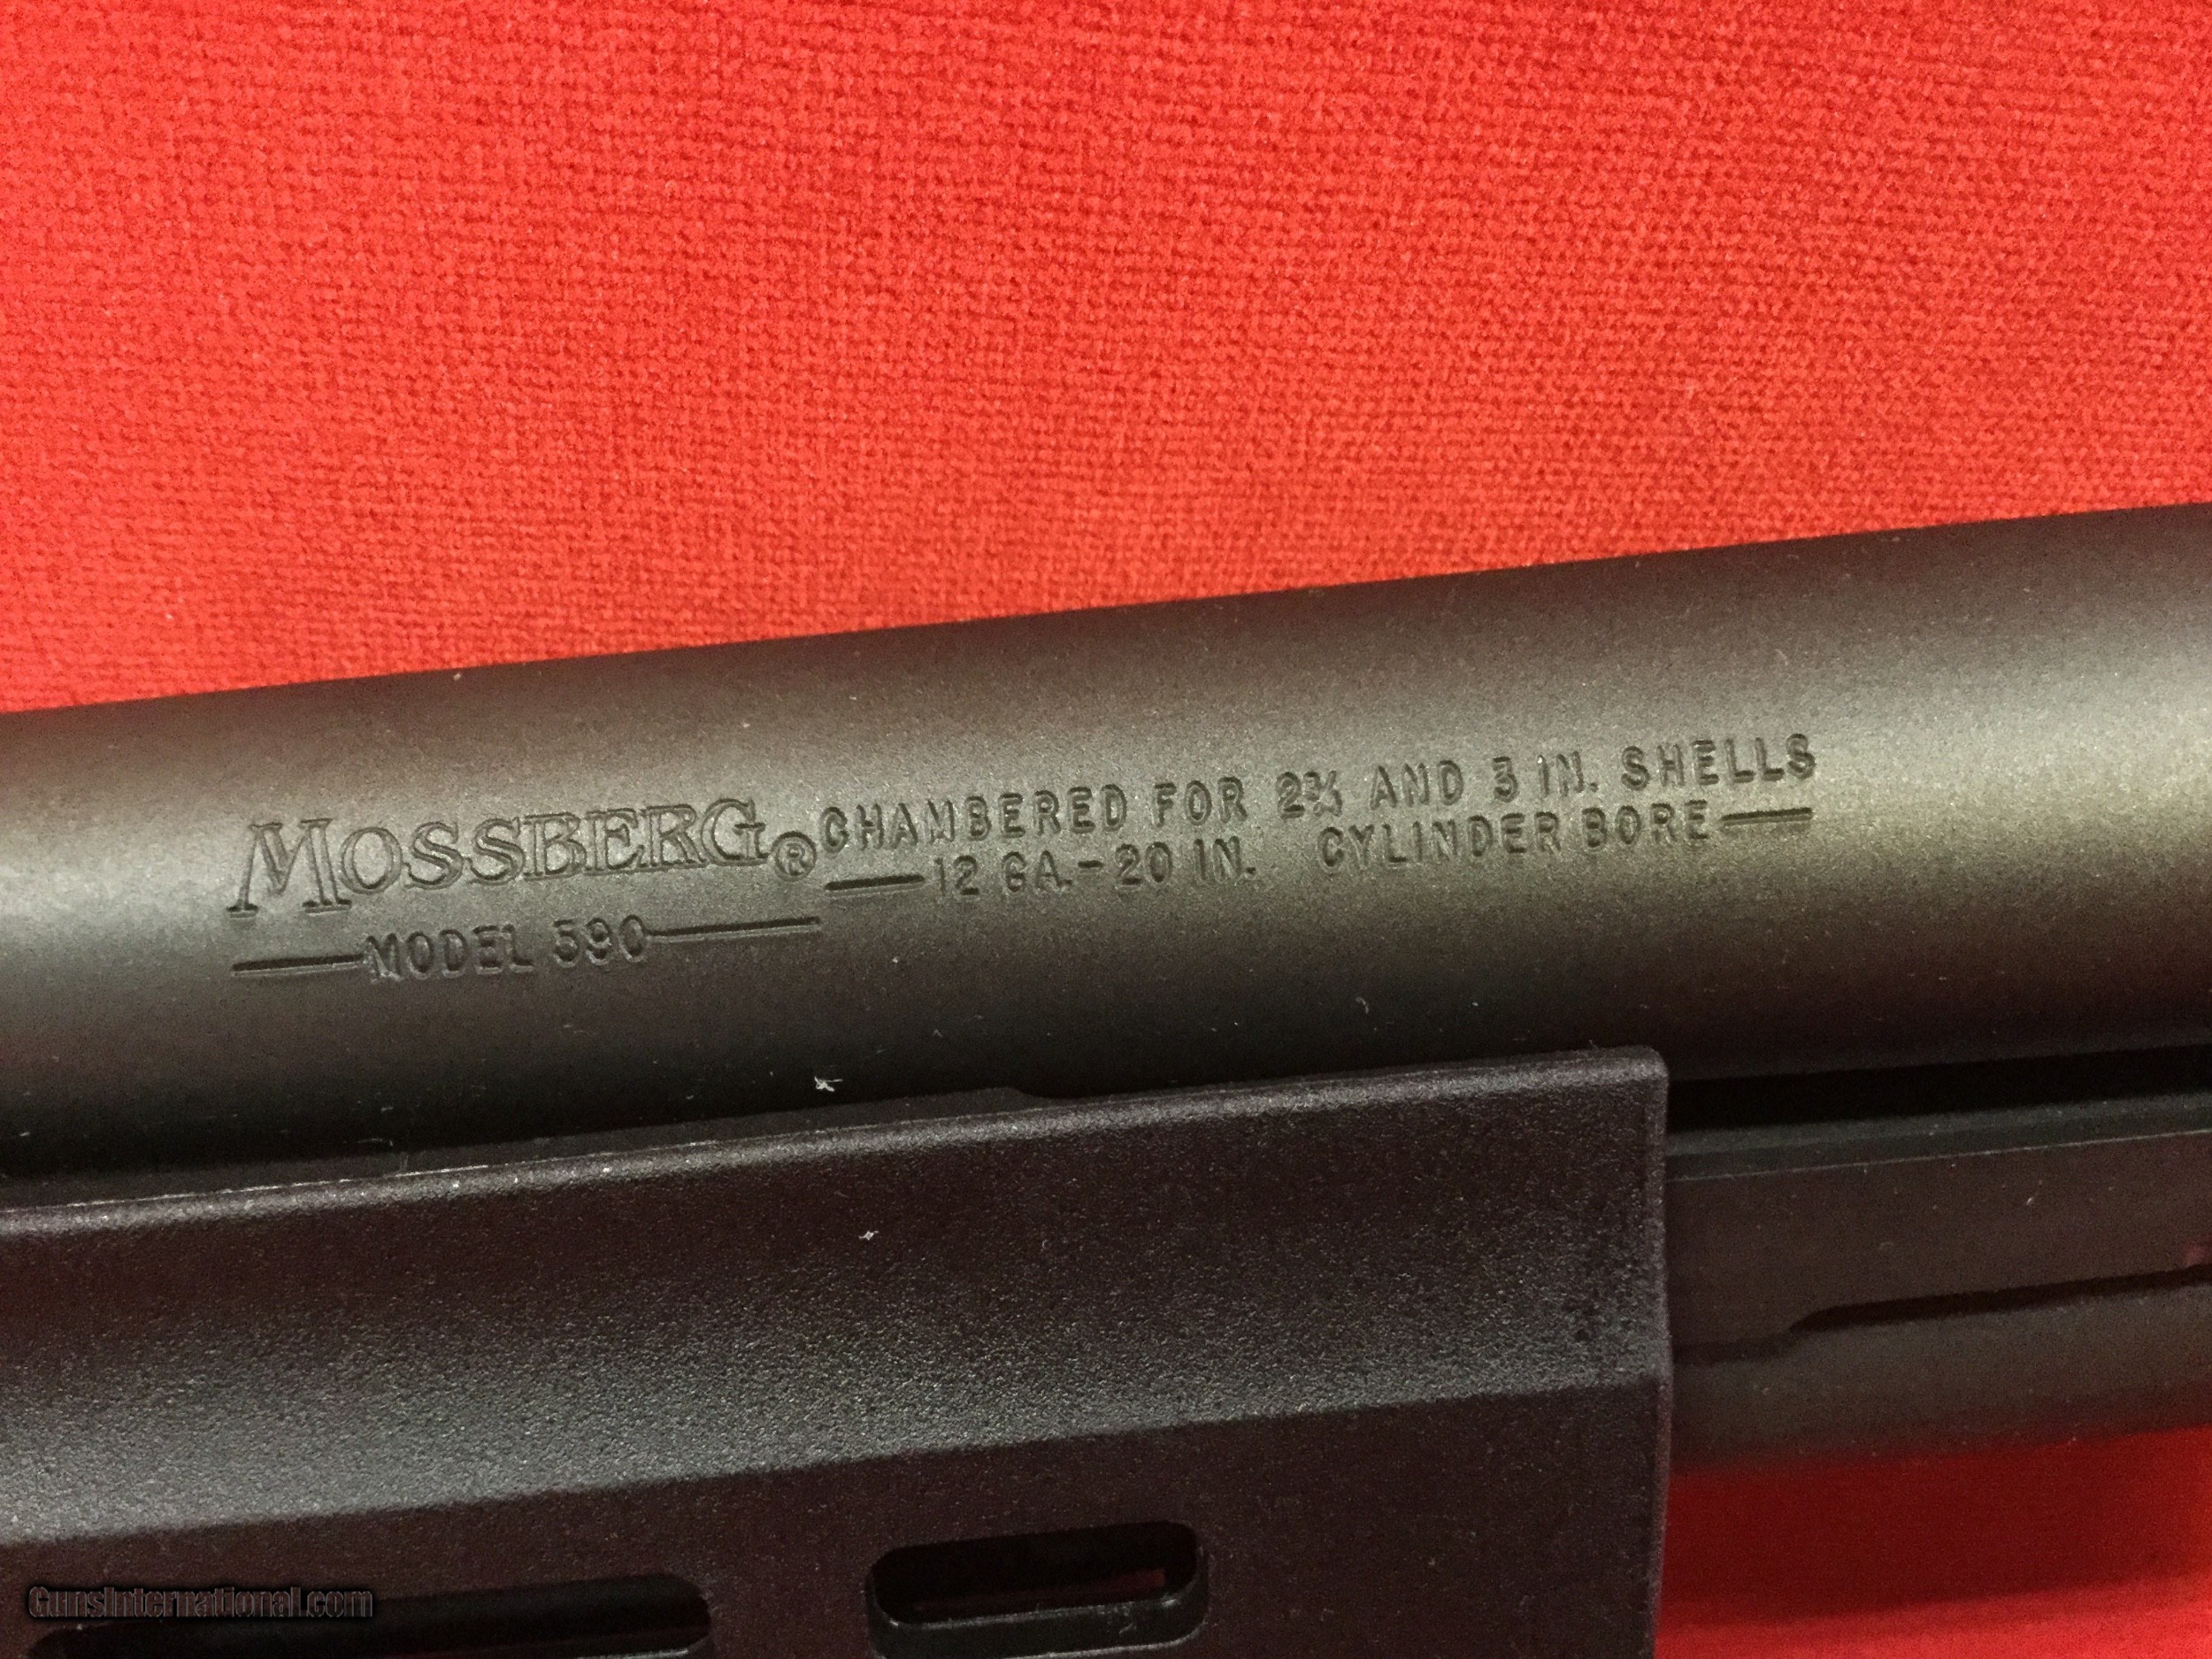 MOSSBERG®
MODEL 590
CHAMBERED FOR 2¾ AND 3 IN. SHELLS
12 GA.-20 IN. CYLINDER BORE
GunsInternational.com